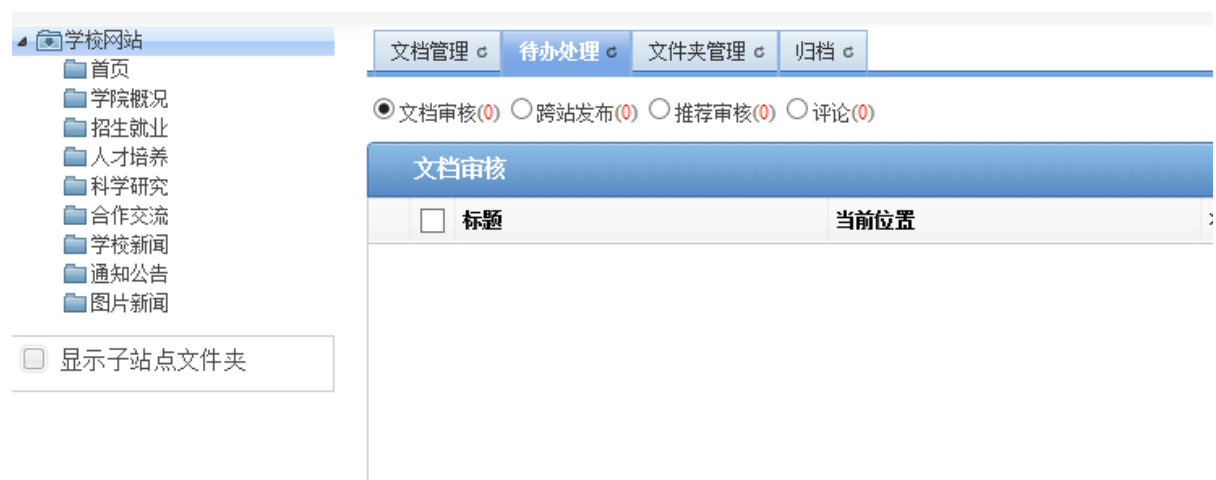 学校网站
首页
学院概况
招生就业
人才培养
科学研究
合作交流
学校新闻
通知公告
图片新闻
显示子站点文件夹
文档管理 待办处理 文件夹管理 归档
文档审核(0) 跨站发布(0) 推荐审核(0) 评论(0)
文档审核
标题 当前位置